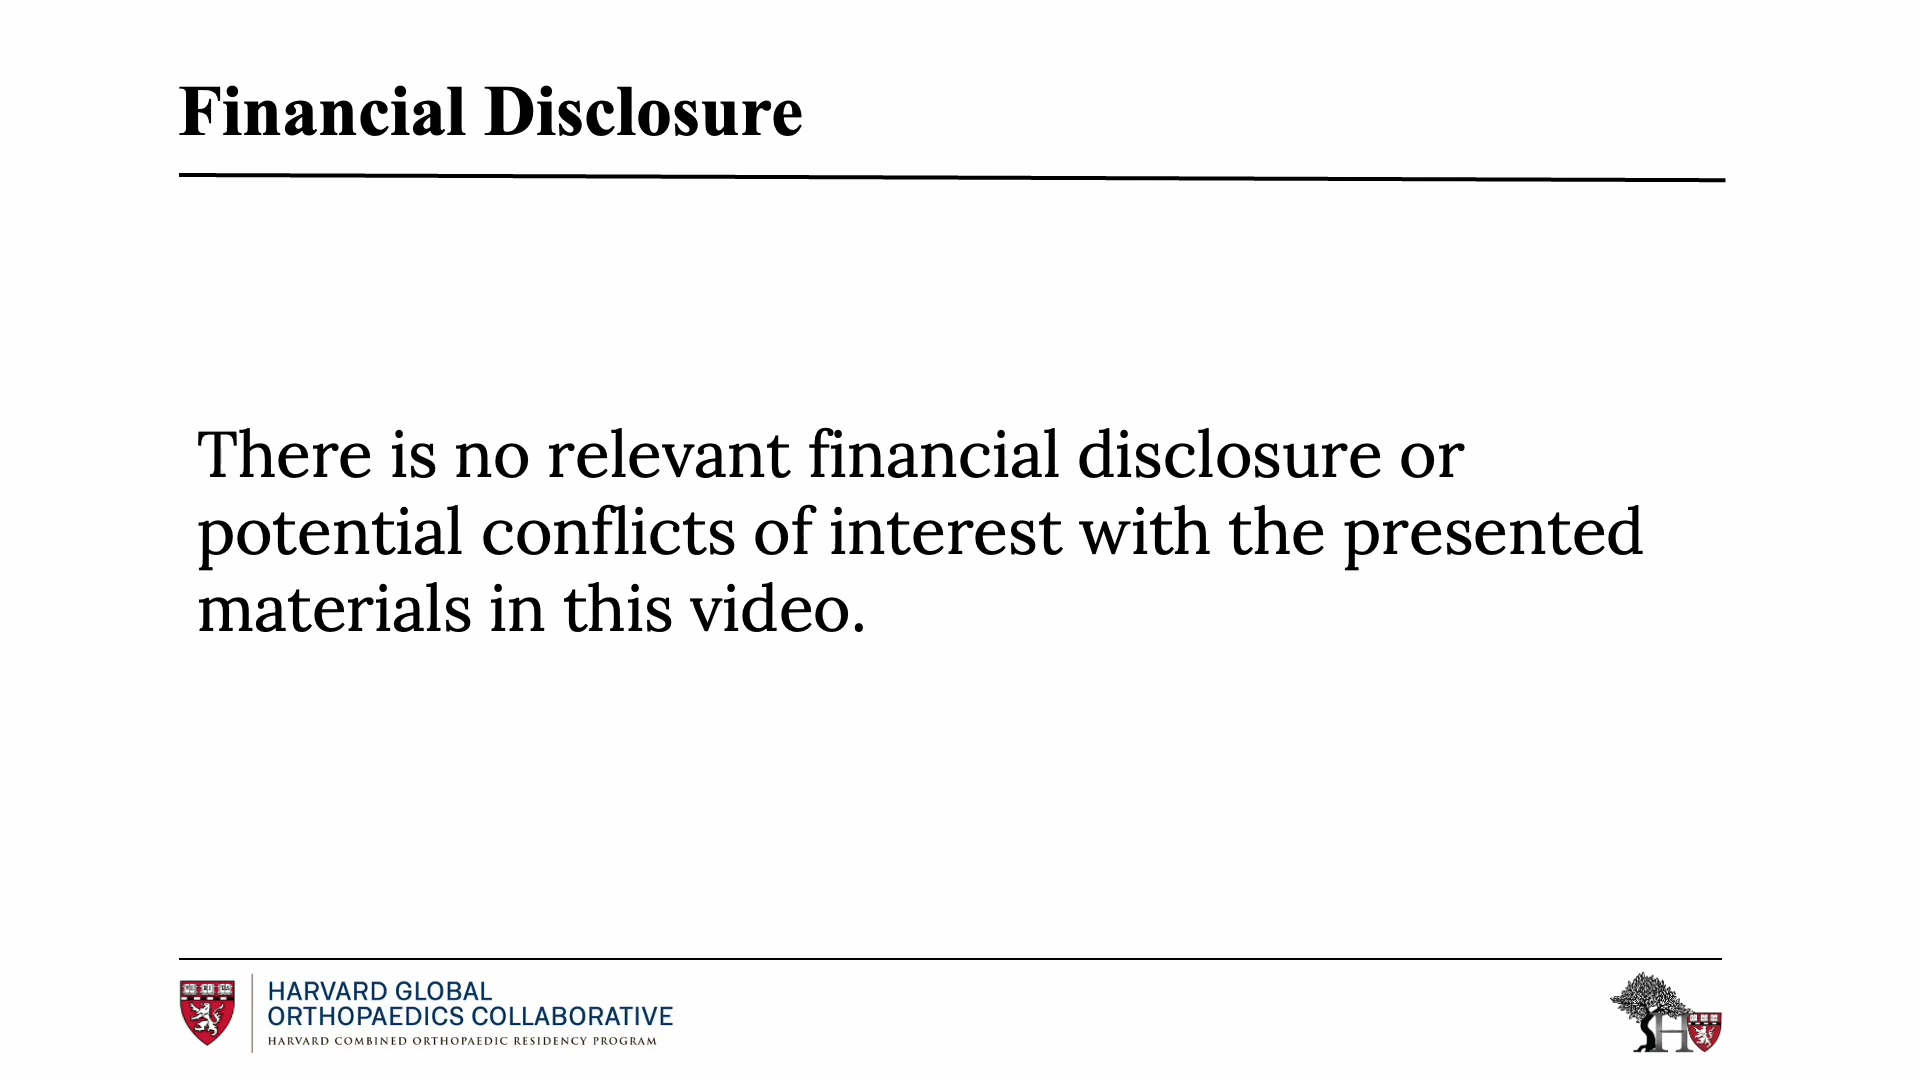 Financial Disclosure
There is no relevant financial disclosure or
potential conflicts of interest with the presented
materials in this video.
HARVARD GLOBAL
ORTHOPAEDICS COLLABORATIVE
HARVARD COMBINED ORTHOPAEDIC RESIDENCY PROGRAM
H